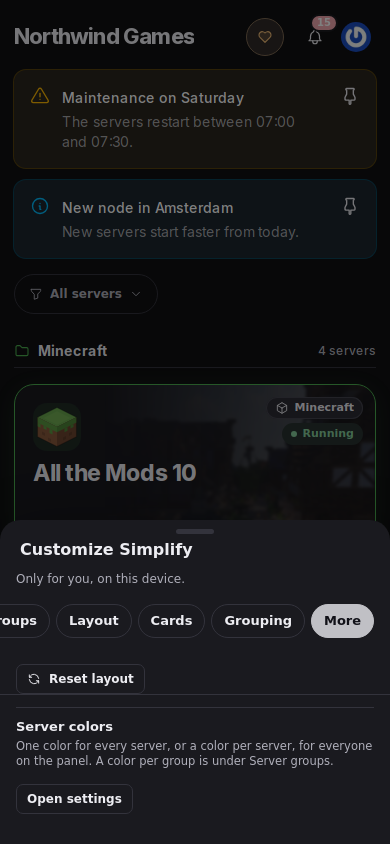 Northwind Games
15
Maintenance on Saturday
The servers restart between 07:00
and 07:30.
New node in Amsterdam
New servers start faster from today.
All servers
Minecraft
4 servers
Minecraft
Running
All the Mods 10
Customize Simplify
Only for you, on this device.
roups
Layout
Cards
Grouping
More
Reset layout
Server colors
One color for every server, or a color per server, for everyone
on the panel. A color per group is under Server groups.
Open settings